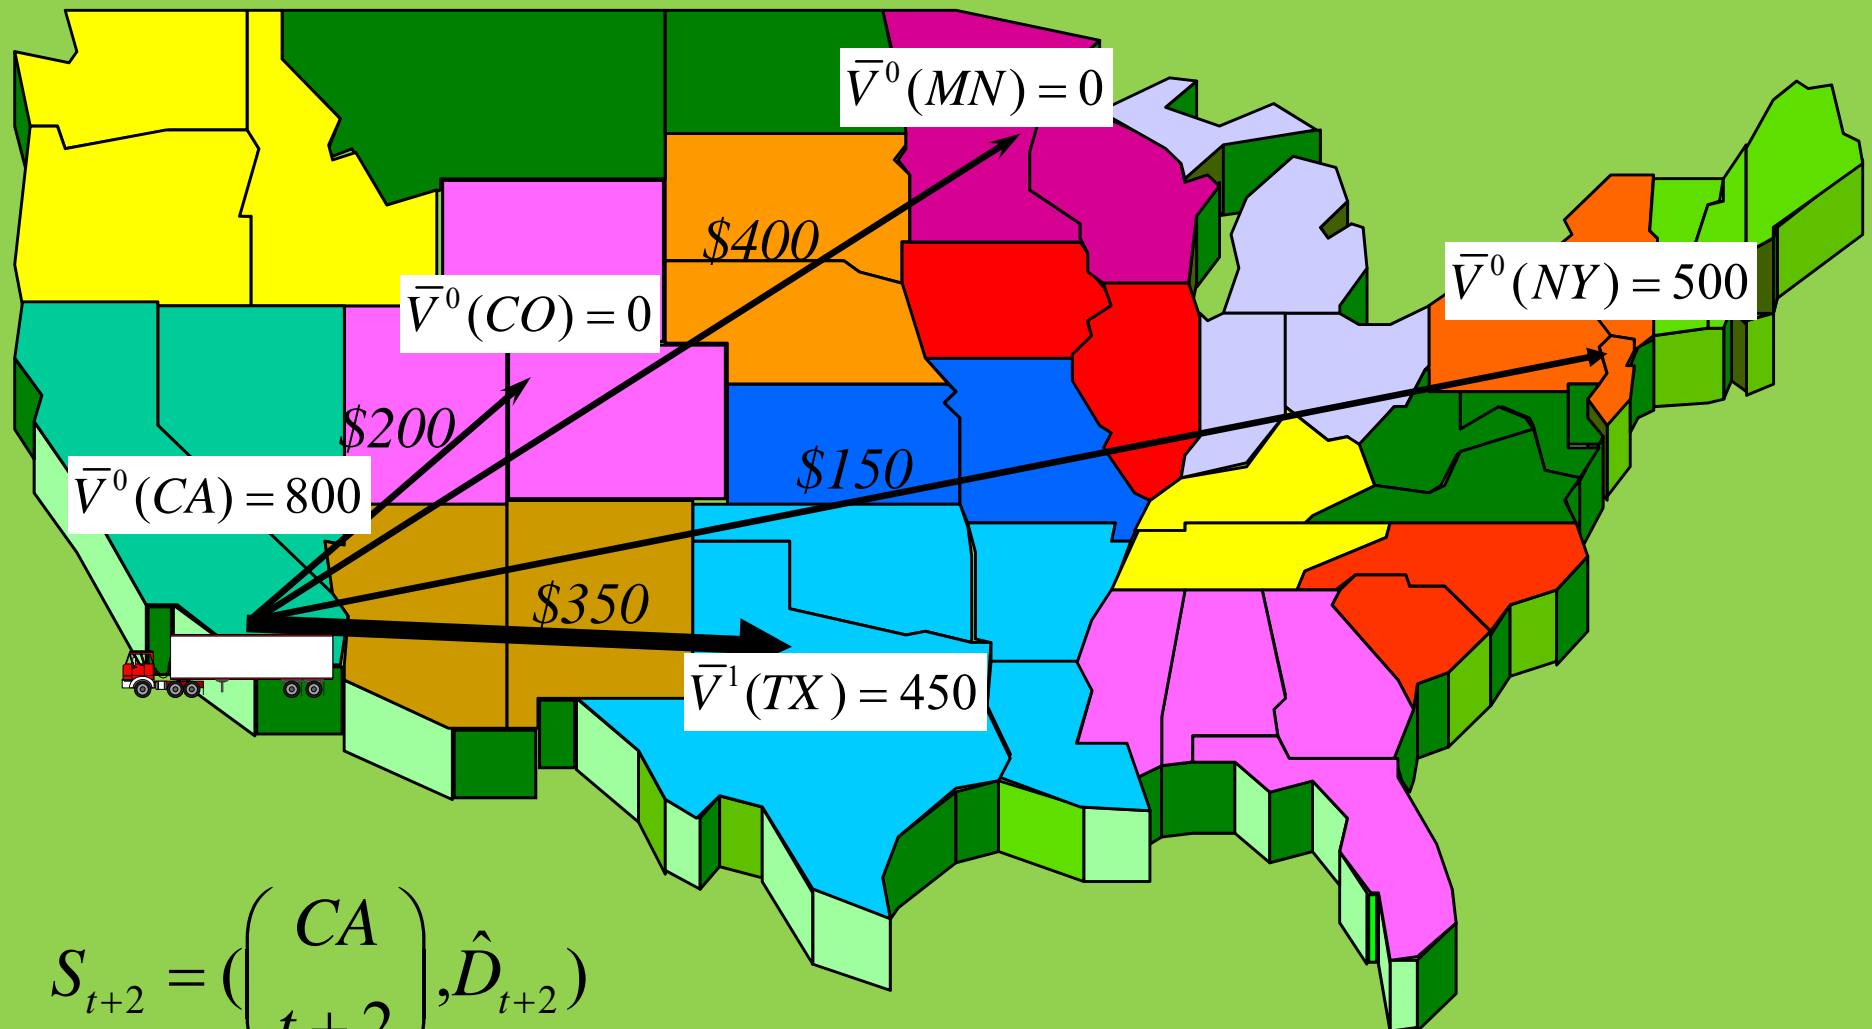 V̅⁰(MN) = 0
$400
V̅⁰(NY) = 500
V̅⁰(CO) = 0
$200
$150
V̅⁰(CA) = 800
$350
V̅¹(TX) = 450
CA
S_{t+2} = ( ( ) , D̂_{t+2} )
t + 2